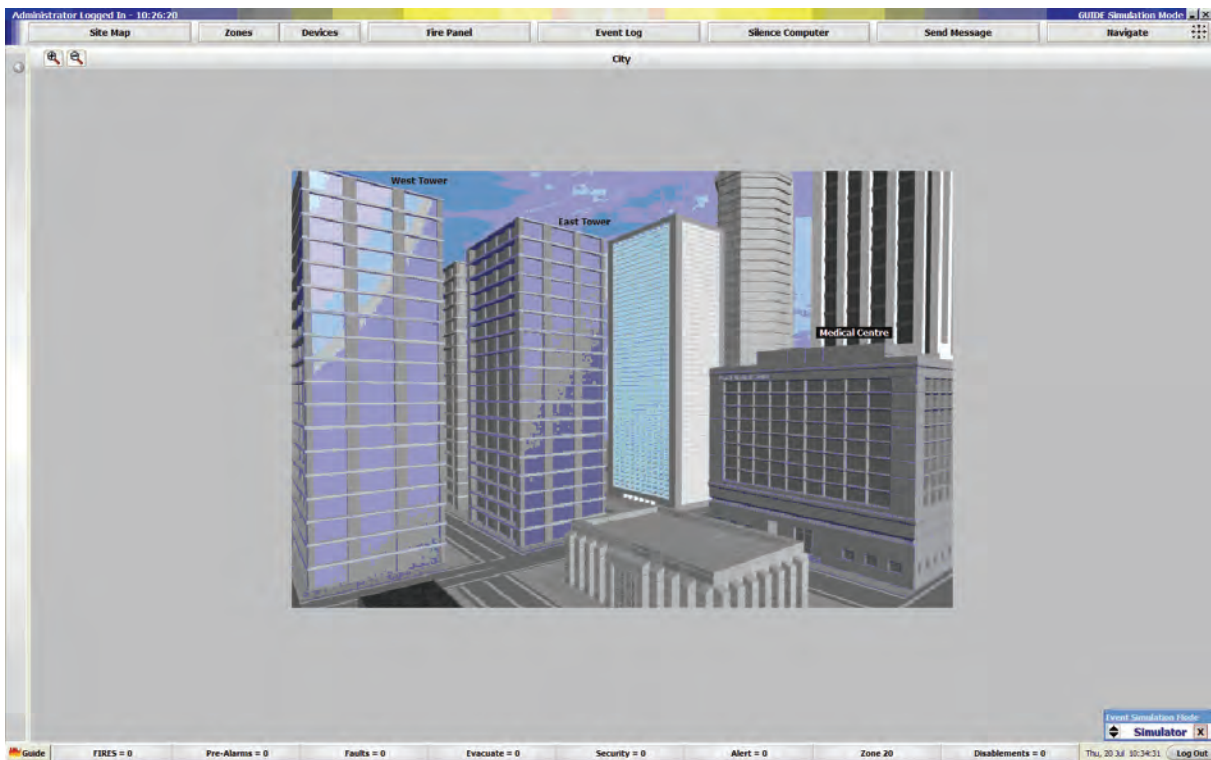 Administrator Logged In - 10:26:20 GUIDE Simulation Mode
Site Map Zones Devices Fire Panel Event Log Silence Computer Send Message Navigate
City
West Tower
East Tower
Medical Centre
Event Simulation Mode
Simulator X
Guide FIRES = 0 Pre-Alarms = 0 Faults = 0 Evacuate = 0 Security = 0 Alert = 0 Zone 20 Disablements = 0 Thu, 20 Jul 10:34:31 Log Out